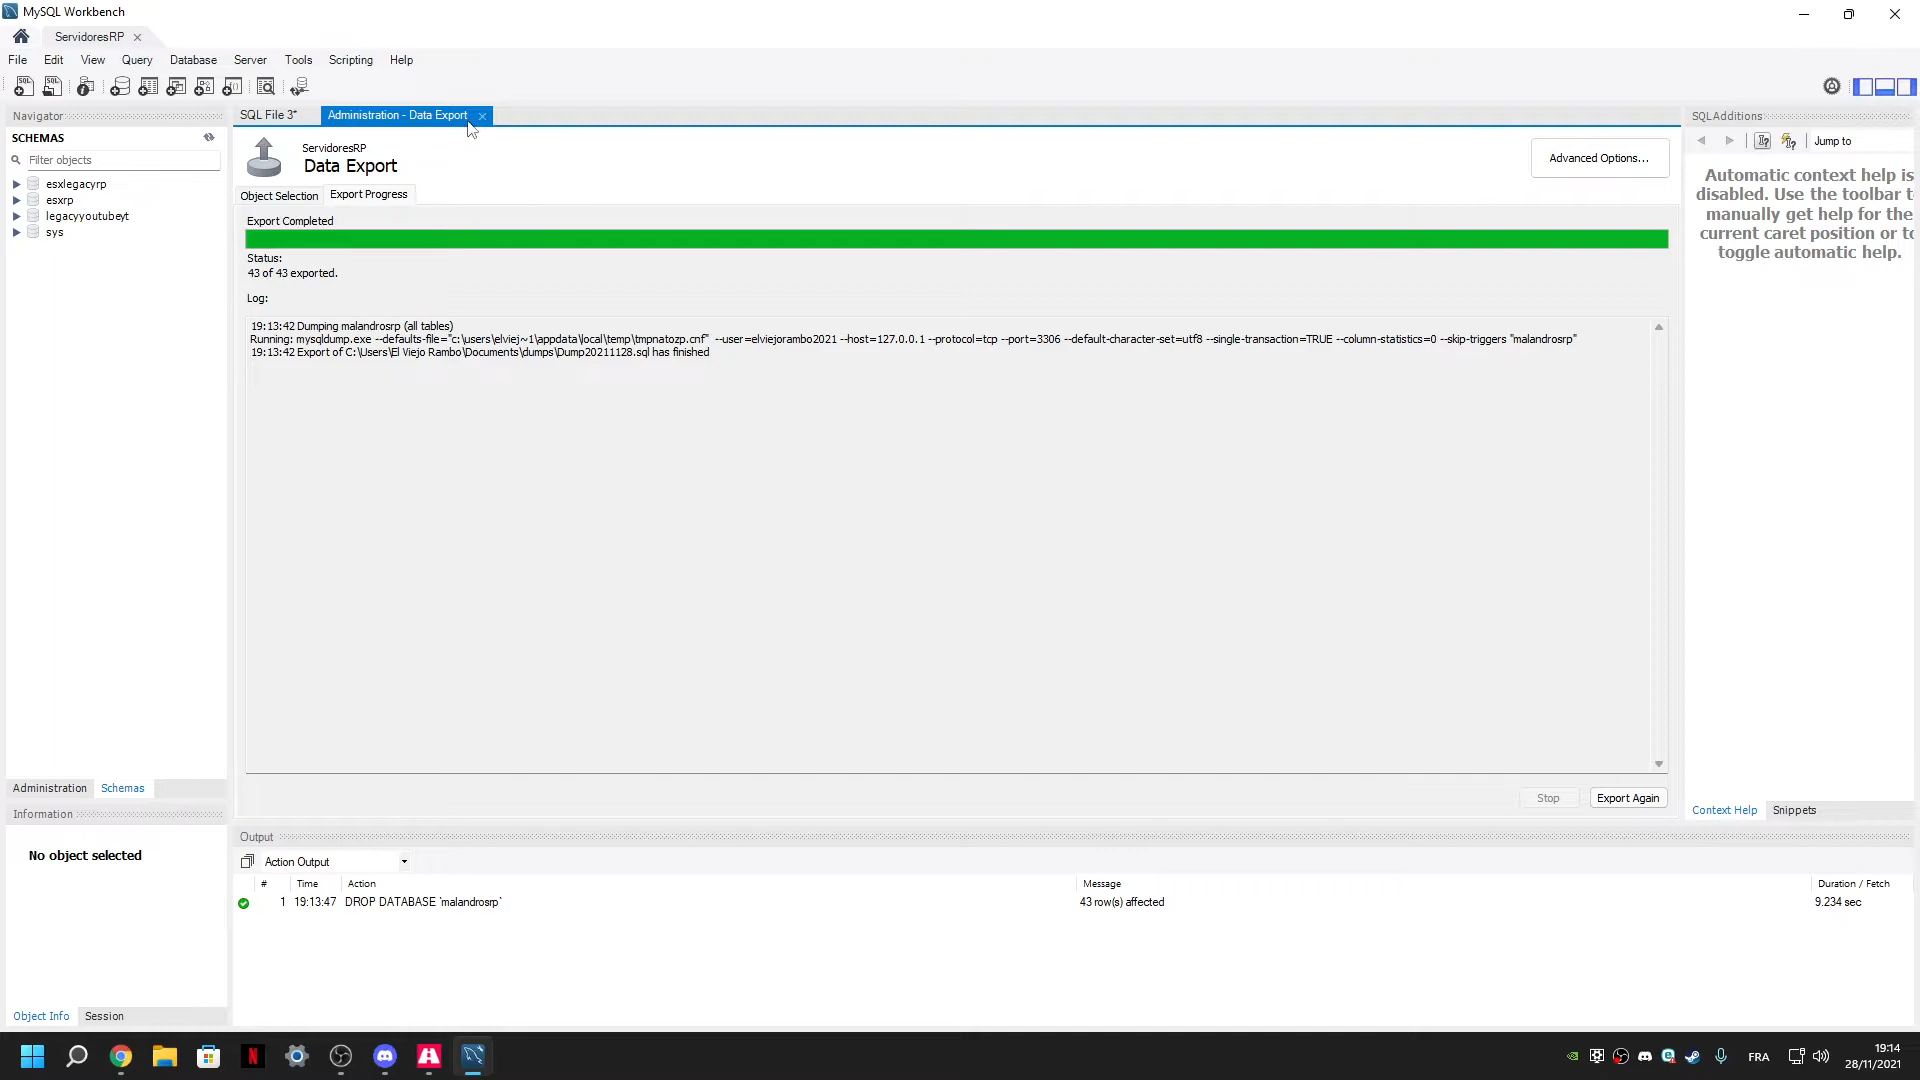 MySQL Workbench
ServidoresRP
File Edit View Query Database Server Tools Scripting Help
Navigator
SCHEMAS
Filter objects
esxlegacyrp
esxrp
legacyyoutubeyt
sys
Administration Schemas
Information
No object selected
Object Info Session
SQL File 3* Administration - Data Export
ServidoresRP
Data Export
Advanced Options...
Object Selection Export Progress
Export Completed
Status:
43 of 43 exported.
Log:
19:13:42 Dumping malandrosrp (all tables)
Running: mysqldump.exe --defaults-file="c:\users\elviej~1\appdata\local\temp\tmpnatozp.cnf" --user=elviejorambo2021 --host=127.0.0.1 --protocol=tcp --port=3306 --default-character-set=utf8 --single-transaction=TRUE --column-statistics=0 --skip-triggers "malandrosrp"
19:13:42 Export of C:\Users\El Viejo Rambo\Documents\dumps\Dump20211128.sql has finished
Stop Export Again
SQLAdditions
Jump to
Automatic context help is
disabled. Use the toolbar t
manually get help for the
current caret position or to
toggle automatic help.
Context Help Snippets
Output
Action Output
# Time Action Message Duration / Fetch
1 19:13:47 DROP DATABASE `malandrosrp` 43 row(s) affected 9.234 sec
FRA
19:14
28/11/2021